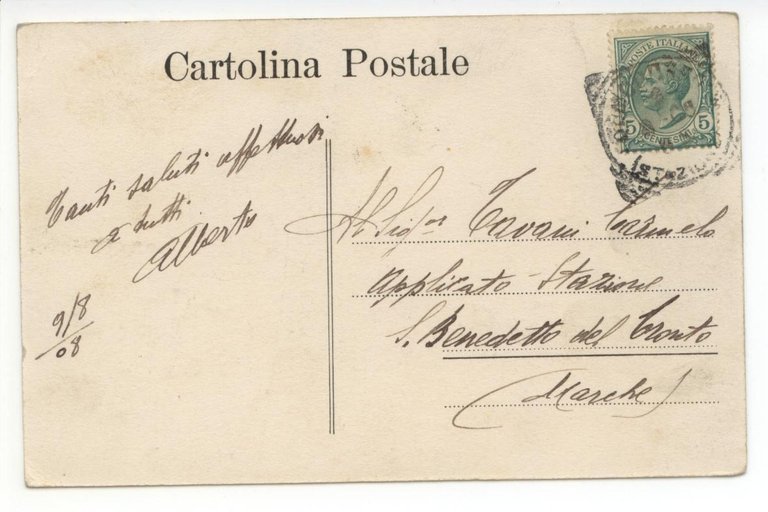 Cartolina Postale
POSTE ITALIANE
5 5
CENTESIMI
Tanti saluti affettuosi
a tutti
Alberto
9/8
08
Al Sigor Tavani Carmelo
Applicato Stazione
S. Benedetto del Tronto
(Marche)